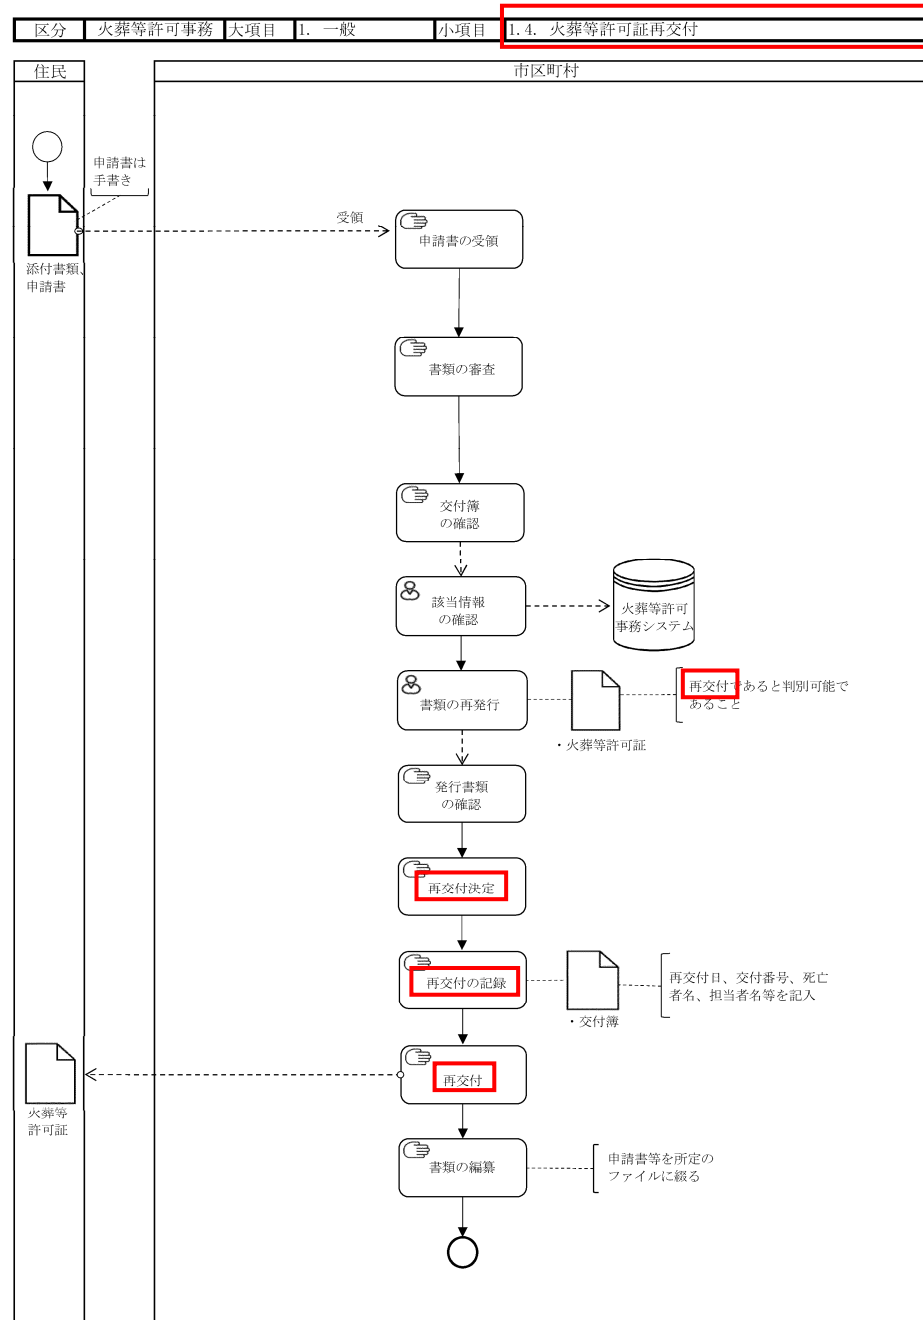 区分 火葬等許可事務 大項目 1. 一般 小項目 1.4. 火葬等許可証再交付
住民 市区町村
申請書は
手書き
受領
申請書の受領
添付書類、
申請書
書類の審査
交付簿
の確認
該当情報
の確認
火葬等許可
事務システム
書類の再発行
再交付であると判別可能で
あること
・火葬等許可証
発行書類
の確認
再交付決定
再交付の記録
再交付日、交付番号、死亡
者名、担当者名等を記入
・交付簿
再交付
火葬等
許可証
書類の編纂
申請書等を所定の
ファイルに綴る